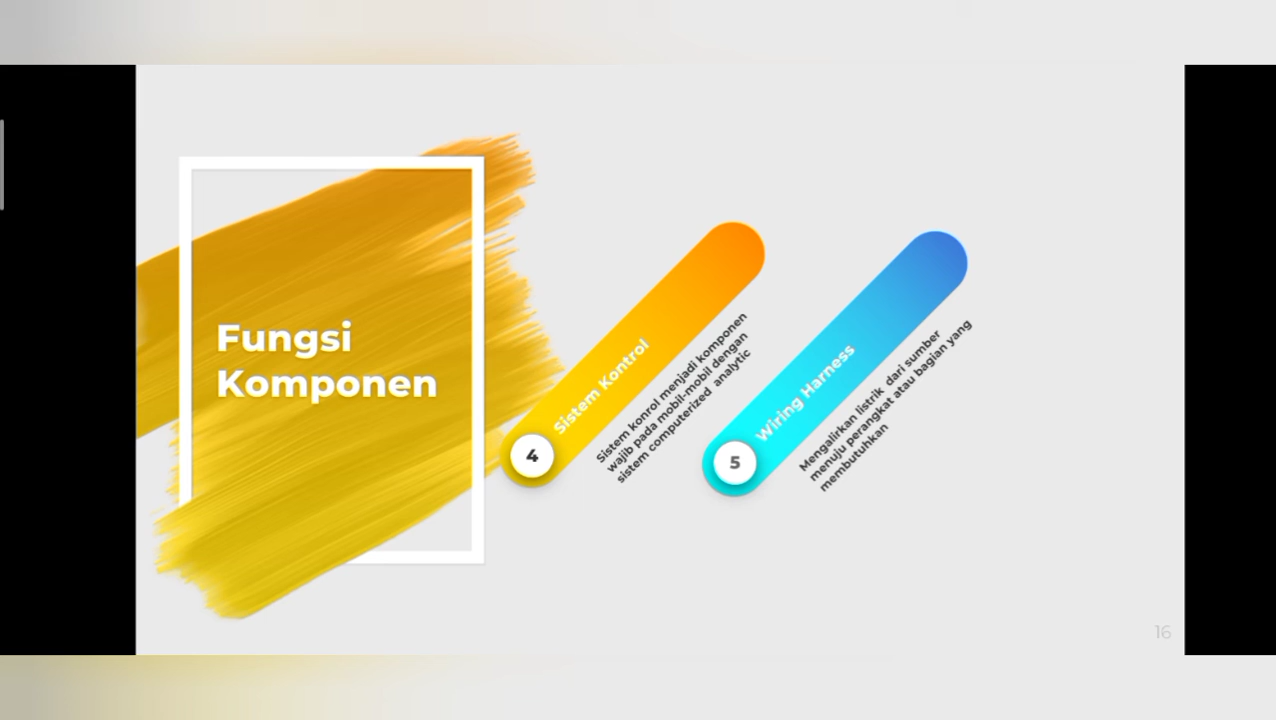 Fungsi
Komponen
4
Sistem Kontrol
Sistem konrol menjadi komponen
wajib pada mobil-mobil dengan
sistem computerized analytic
5
Wiring Harness
Mengalirkan listrik dari sumber
menuju perangkat atau bagian yang
membutuhkan
16